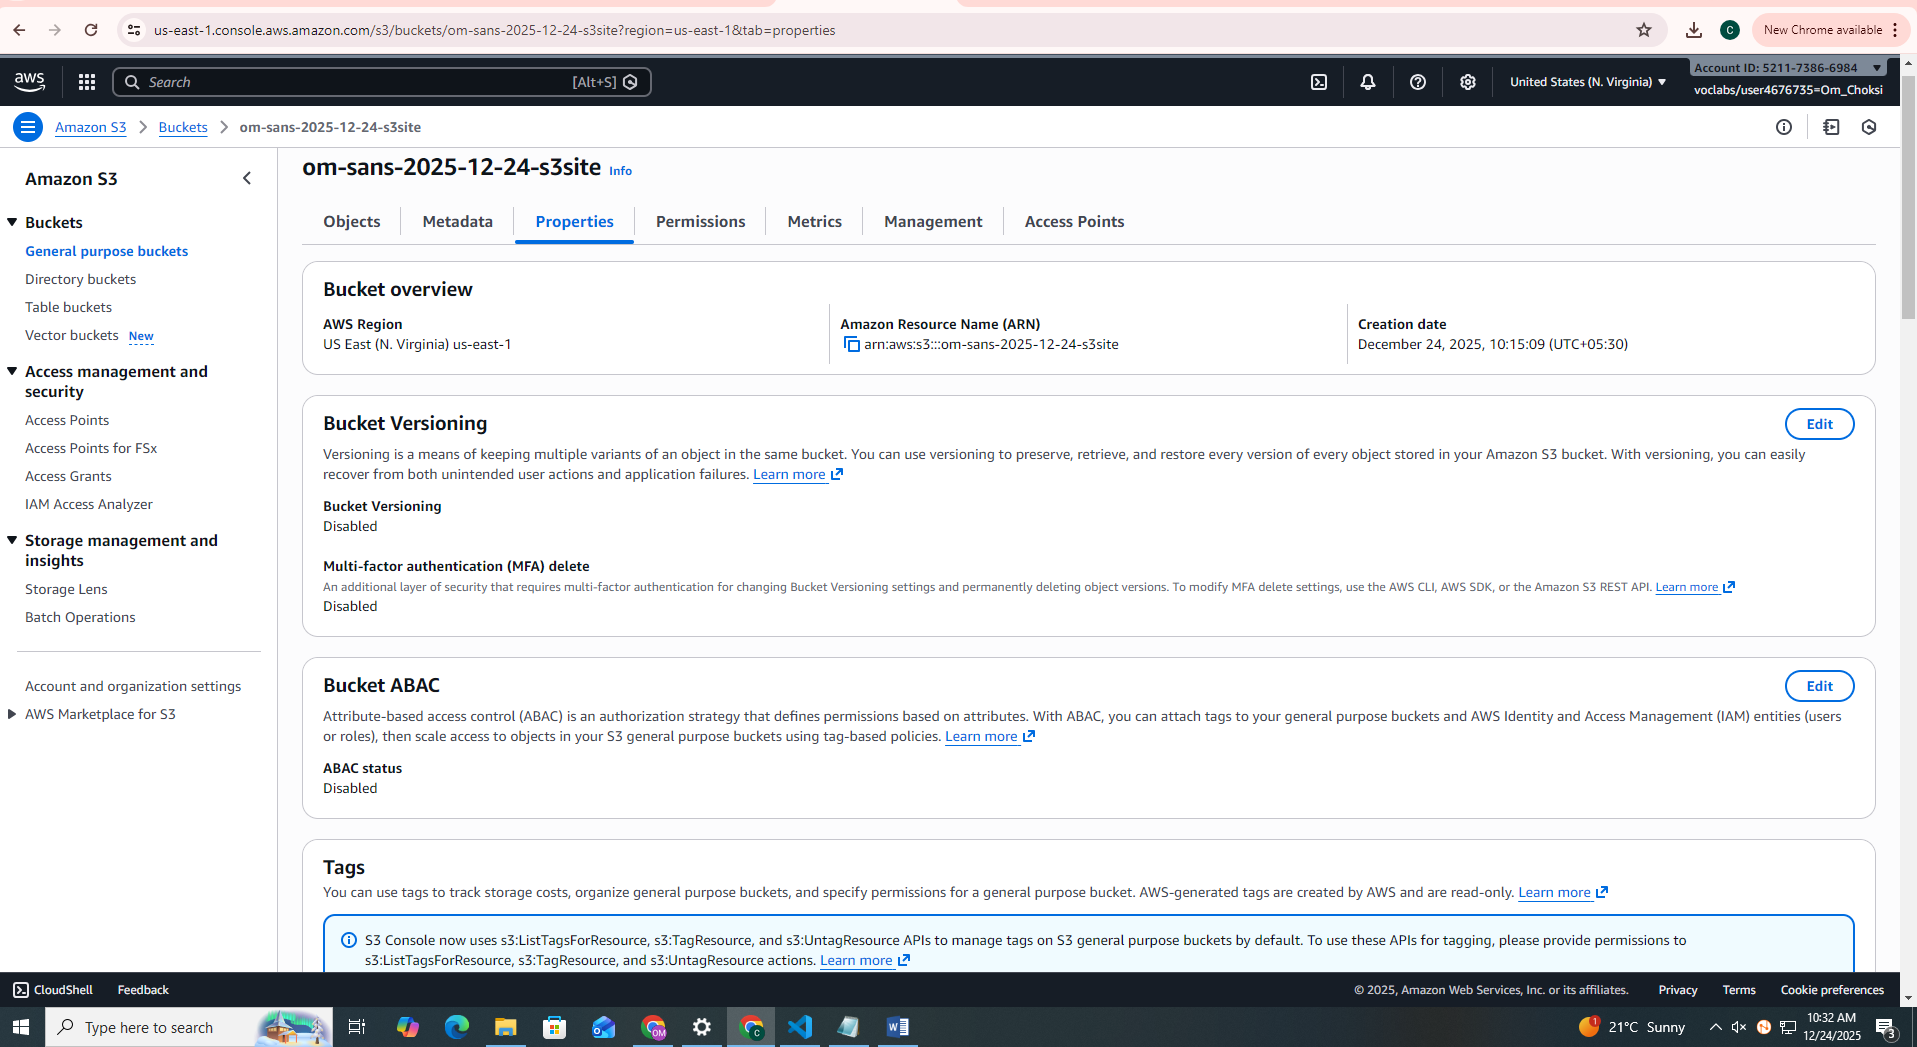 us-east-1.console.aws.amazon.com/s3/buckets/om-sans-2025-12-24-s3site?region=us-east-1&tab=properties
C
New Chrome available
aws
Search
[Alt+S]
United States (N. Virginia)
Account ID: 5211-7386-6984
voclabs/user4676735=Om_Choksi
Amazon S3
Buckets
om-sans-2025-12-24-s3site
Amazon S3
Buckets
General purpose buckets
Directory buckets
Table buckets
Vector buckets New
Access management and
security
Access Points
Access Points for FSx
Access Grants
IAM Access Analyzer
Storage management and
insights
Storage Lens
Batch Operations
Account and organization settings
AWS Marketplace for S3
om-sans-2025-12-24-s3site Info
Objects Metadata Properties Permissions Metrics Management Access Points
Bucket overview
AWS Region
US East (N. Virginia) us-east-1
Amazon Resource Name (ARN)
arn:aws:s3:::om-sans-2025-12-24-s3site
Creation date
December 24, 2025, 10:15:09 (UTC+05:30)
Bucket Versioning
Edit
Versioning is a means of keeping multiple variants of an object in the same bucket. You can use versioning to preserve, retrieve, and restore every version of every object stored in your Amazon S3 bucket. With versioning, you can easily
recover from both unintended user actions and application failures. Learn more
Bucket Versioning
Disabled
Multi-factor authentication (MFA) delete
An additional layer of security that requires multi-factor authentication for changing Bucket Versioning settings and permanently deleting object versions. To modify MFA delete settings, use the AWS CLI, AWS SDK, or the Amazon S3 REST API. Learn more
Disabled
Bucket ABAC
Edit
Attribute-based access control (ABAC) is an authorization strategy that defines permissions based on attributes. With ABAC, you can attach tags to your general purpose buckets and AWS Identity and Access Management (IAM) entities (users
or roles), then scale access to objects in your S3 general purpose buckets using tag-based policies. Learn more
ABAC status
Disabled
Tags
You can use tags to track storage costs, organize general purpose buckets, and specify permissions for a general purpose bucket. AWS-generated tags are created by AWS and are read-only. Learn more
S3 Console now uses s3:ListTagsForResource, s3:TagResource, and s3:UntagResource APIs to manage tags on S3 general purpose buckets by default. To use these APIs for tagging, please provide permissions to
s3:ListTagsForResource, s3:TagResource, and s3:UntagResource actions. Learn more
CloudShell Feedback
© 2025, Amazon Web Services, Inc. or its affiliates. Privacy Terms Cookie preferences
Type here to search
OM
C
1
21°C Sunny
10:32 AM
12/24/2025
3